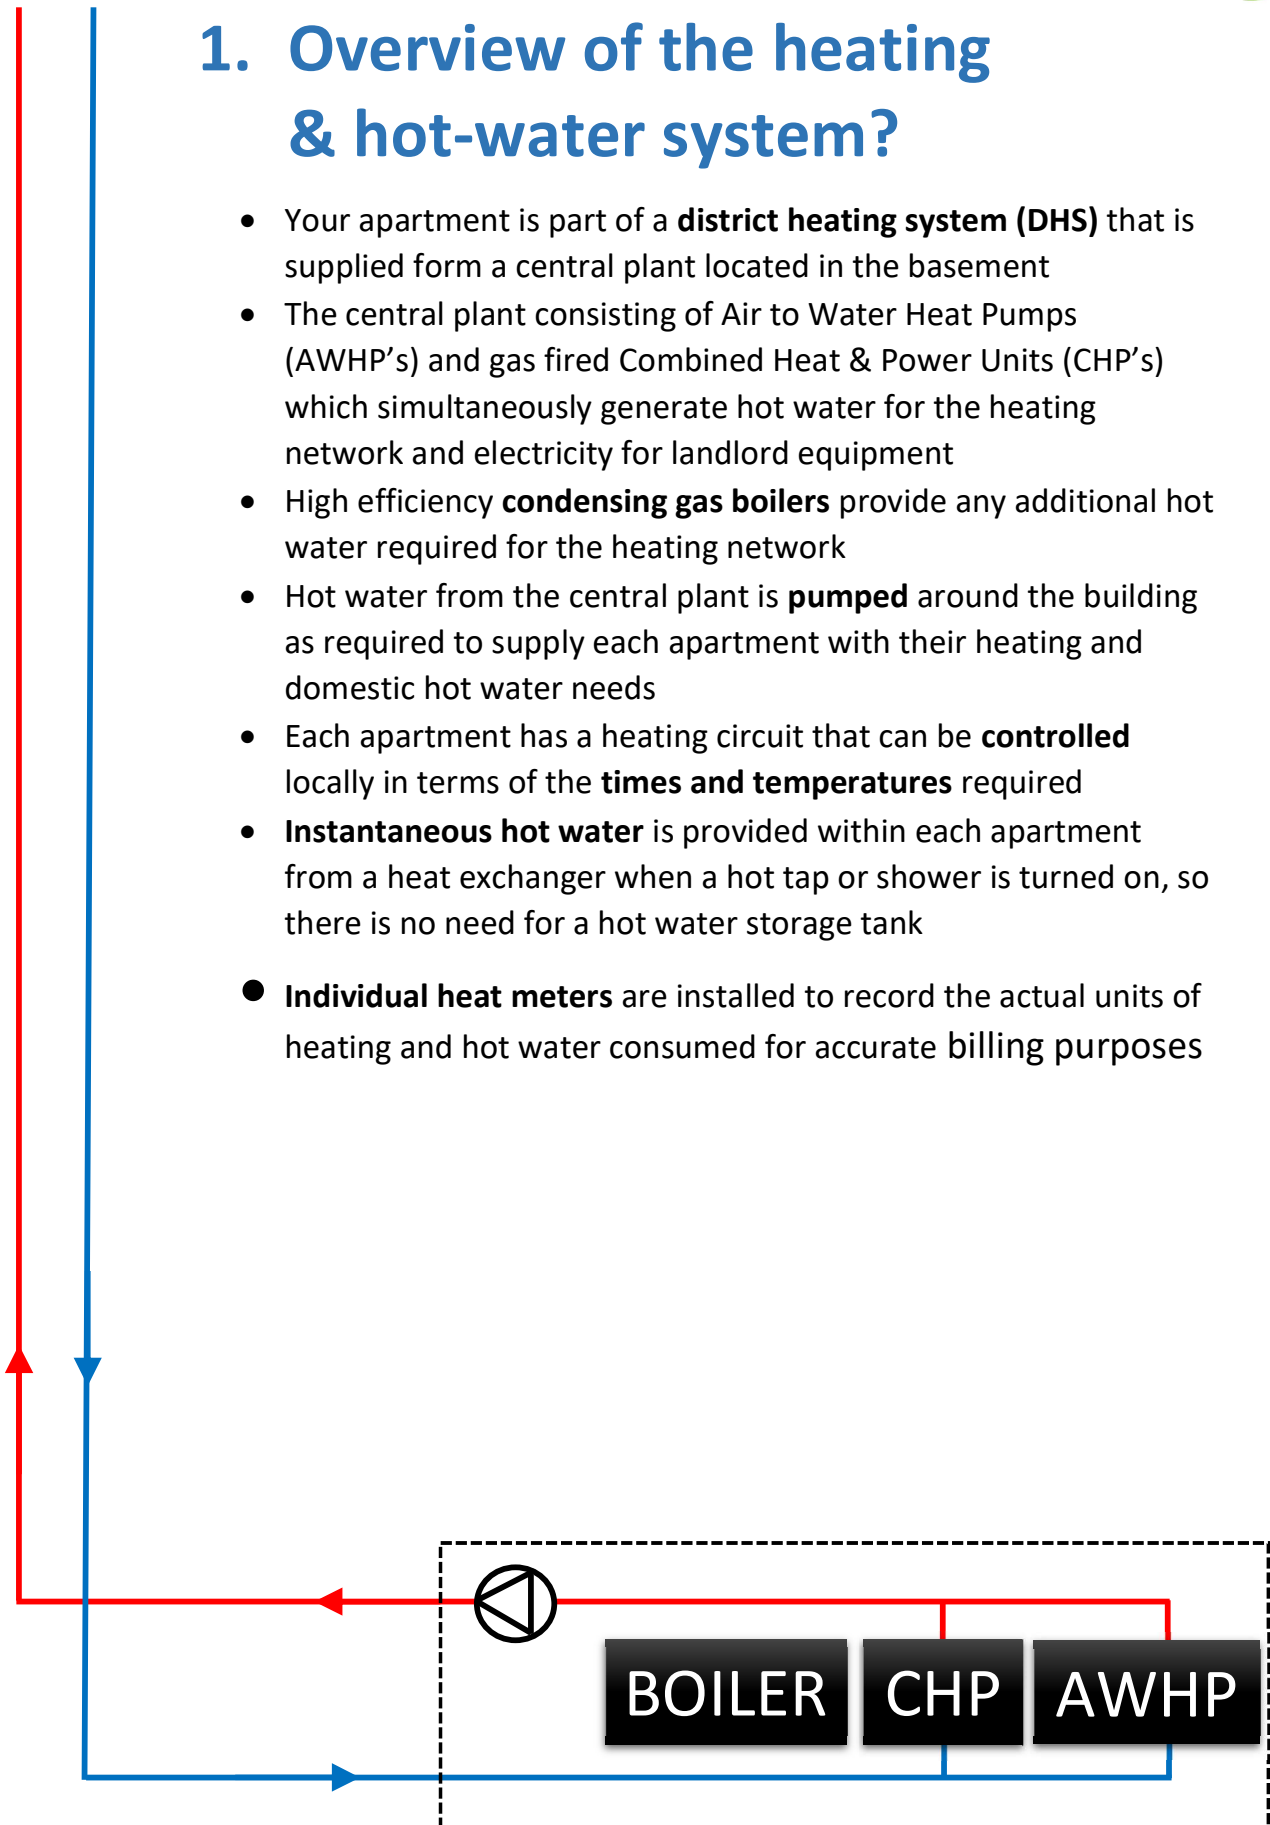 1. Overview of the heating
& hot-water system?
• Your apartment is part of a district heating system (DHS) that is
supplied form a central plant located in the basement
• The central plant consisting of Air to Water Heat Pumps
(AWHP’s) and gas fired Combined Heat & Power Units (CHP’s)
which simultaneously generate hot water for the heating
network and electricity for landlord equipment
• High efficiency condensing gas boilers provide any additional hot
water required for the heating network
• Hot water from the central plant is pumped around the building
as required to supply each apartment with their heating and
domestic hot water needs
• Each apartment has a heating circuit that can be controlled
locally in terms of the times and temperatures required
• Instantaneous hot water is provided within each apartment
from a heat exchanger when a hot tap or shower is turned on, so
there is no need for a hot water storage tank
• Individual heat meters are installed to record the actual units of
heating and hot water consumed for accurate billing purposes
BOILER CHP AWHP